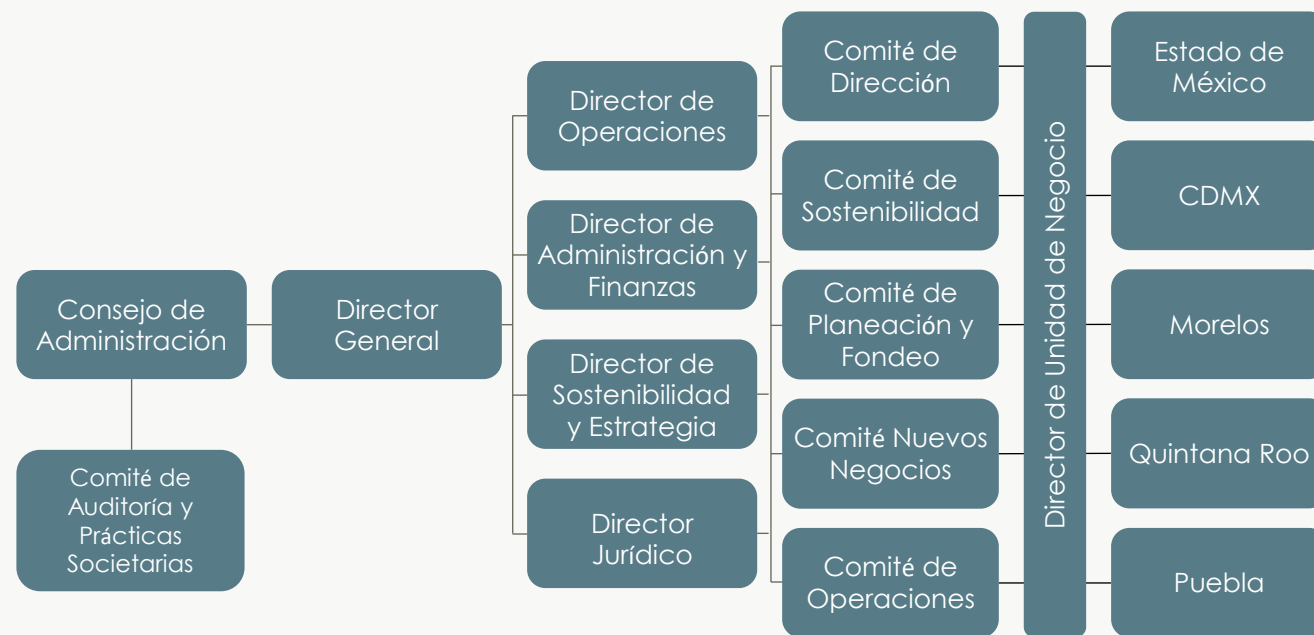 Consejo de
Administración
Comité de
Auditoría y
Prácticas
Societarias
Director
General
Director de
Operaciones
Director de
Administración y
Finanzas
Director de
Sostenibilidad
y Estrategia
Director
Jurídico
Comité de
Dirección
Comité de
Sostenibilidad
Comité de
Planeación y
Fondeo
Comité Nuevos
Negocios
Comité de
Operaciones
Director de Unidad de Negocio
Estado de
México
CDMX
Morelos
Quintana Roo
Puebla